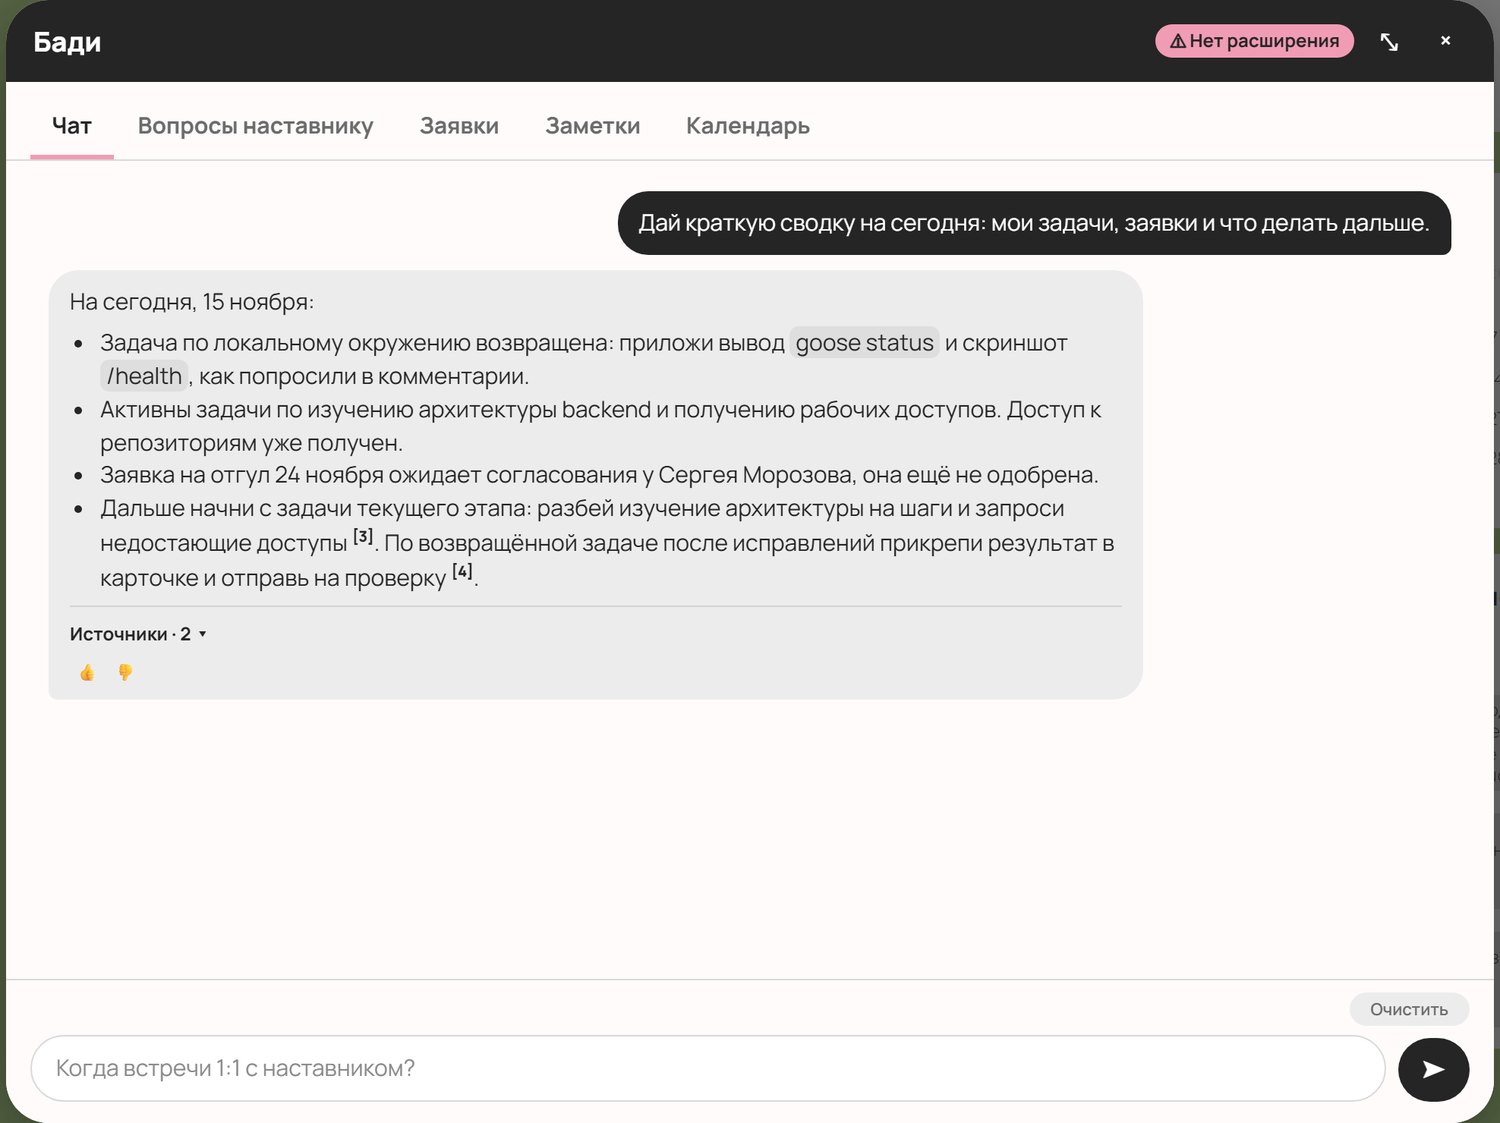 Бади
⚠ Нет расширения
Чат
Вопросы наставнику
Заявки
Заметки
Календарь
Дай краткую сводку на сегодня: мои задачи, заявки и что делать дальше.
На сегодня, 15 ноября:
• Задача по локальному окружению возвращена: приложи вывод goose status и скриншот
/health , как попросили в комментарии.
• Активны задачи по изучению архитектуры backend и получению рабочих доступов. Доступ к
репозиториям уже получен.
• Заявка на отгул 24 ноября ожидает согласования у Сергея Морозова, она ещё не одобрена.
• Дальше начни с задачи текущего этапа: разбей изучение архитектуры на шаги и запроси
недостающие доступы [3]. По возвращённой задаче после исправлений прикрепи результат в
карточке и отправь на проверку [4].
Источники · 2 ▾
Очистить
Когда встречи 1:1 с наставником?